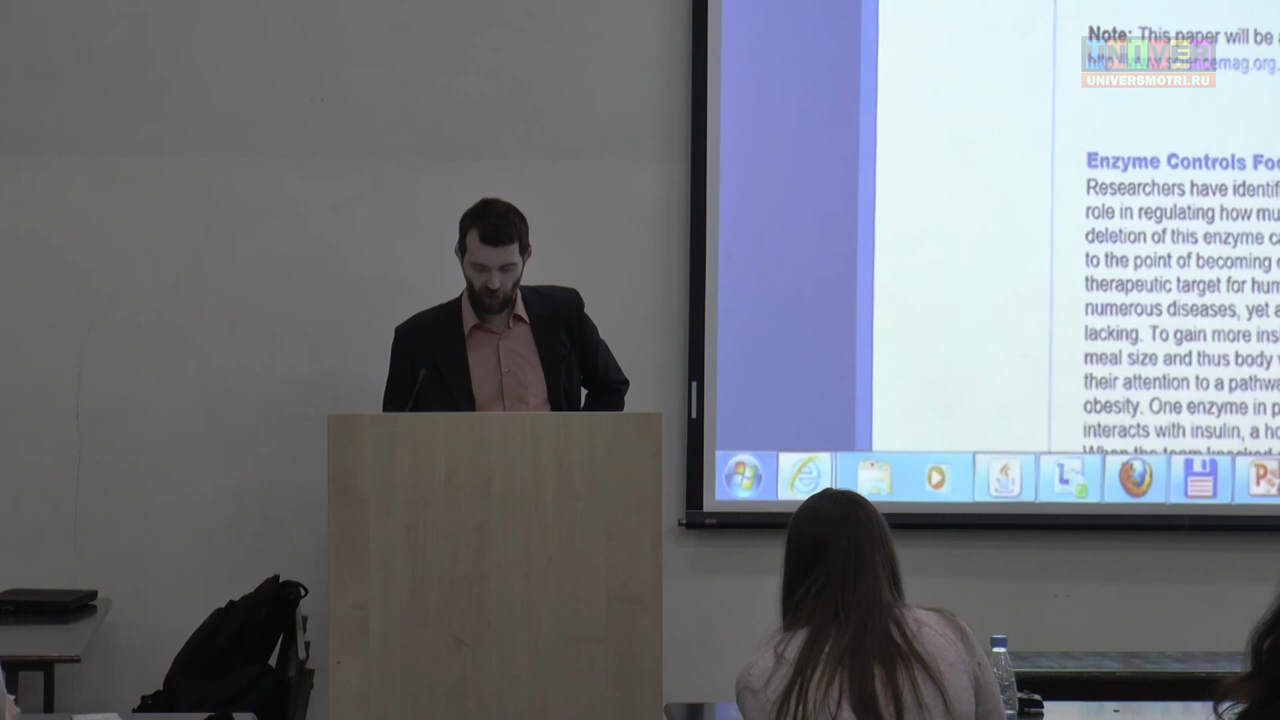 Note: This paper will be
UNIVER
UNIVERSMOTRI.RU
Enzyme Controls Foo
Researchers have identif
role in regulating how mu
deletion of this enzyme ca
to the point of becoming
therapeutic target for hum
numerous diseases, yet a
lacking. To gain more ins
meal size and thus body
their attention to a pathwa
obesity. One enzyme in p
interacts with insulin, a ho